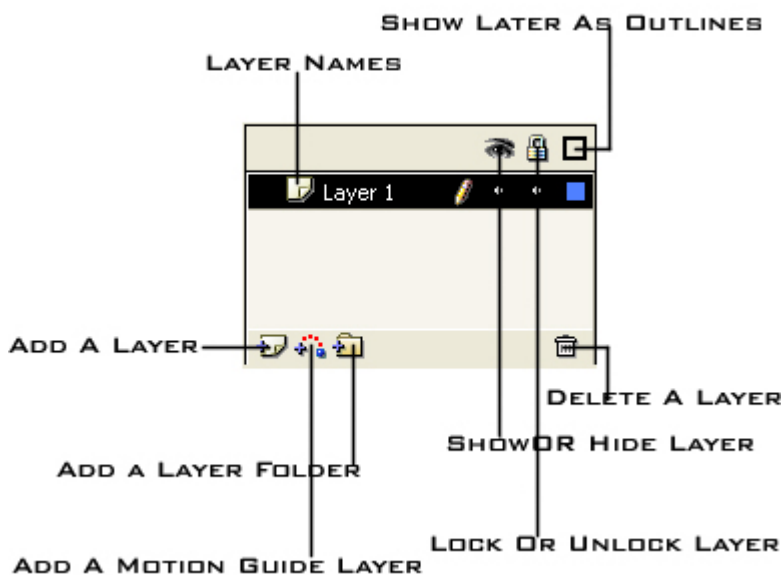 Show Later As Outlines
Layer Names
Layer 1
Add A Layer
Delete A Layer
ShowOr Hide Layer
Add a Layer Folder
Lock Or Unlock Layer
Add A Motion Guide Layer